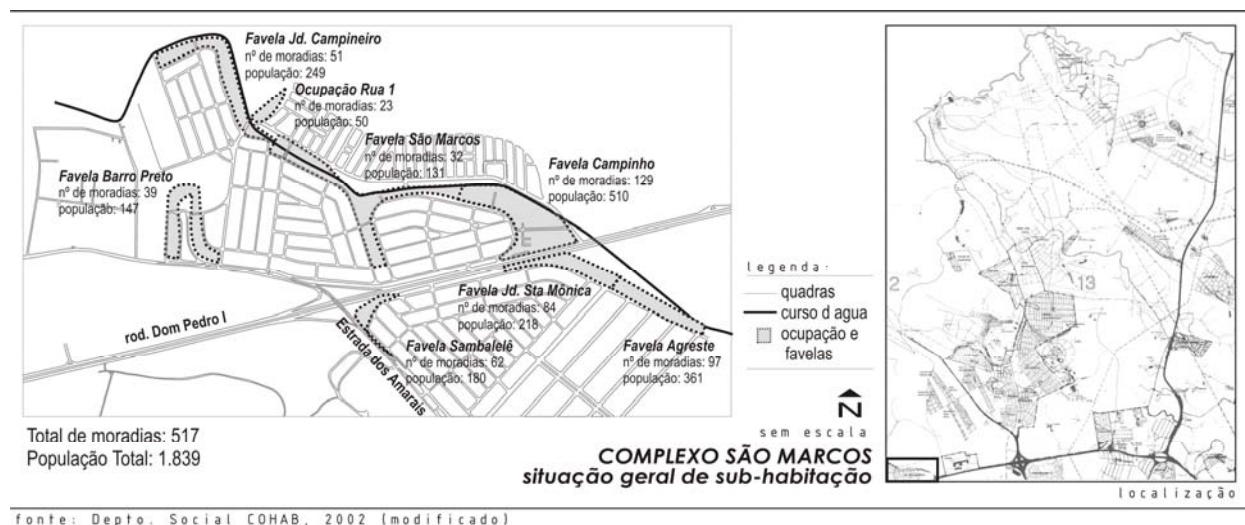 Favela Jd. Campineiro
nº de moradias: 51
população: 249
Ocupação Rua 1
nº de moradias: 23
população: 50
Favela São Marcos
nº de moradias: 32
população: 131
Favela Campinho
nº de moradias: 129
população: 510
Favela Barro Preto
nº de moradias: 39
população: 147
Favela Jd. Sta Mônica
nº de moradias: 84
população: 218
Favela Sambalelê
nº de moradias: 62
população: 180
Favela Agreste
nº de moradias: 97
população: 361
rod. Dom Pedro I
Estrada dos Amarais
legenda:
quadras
curso d agua
ocupação e
favelas
N
sem escala
Total de moradias: 517
População Total: 1.839
COMPLEXO SÃO MARCOS
situação geral de sub-habitação
2
13
localização
fonte: Depto. Social COHAB, 2002 (modificado)